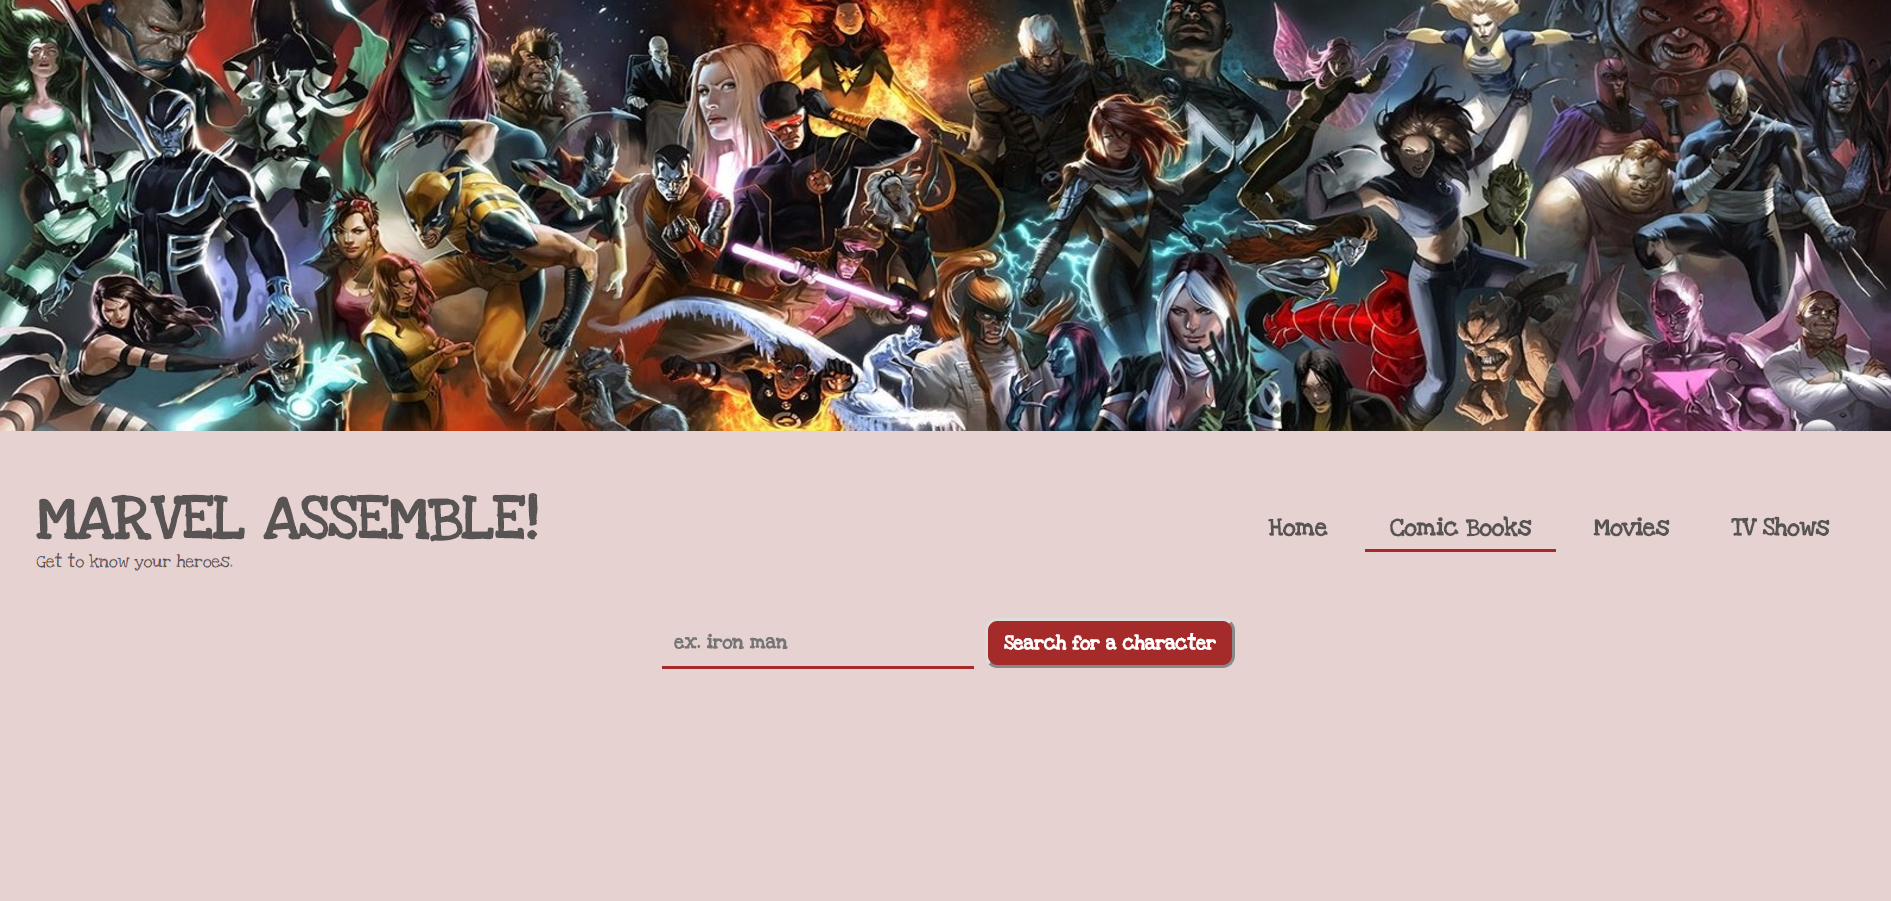 MARVEL ASSEMBLE!
Get to know your heroes.
Home Comic Books Movies TV Shows
ex. iron man
Search for a character